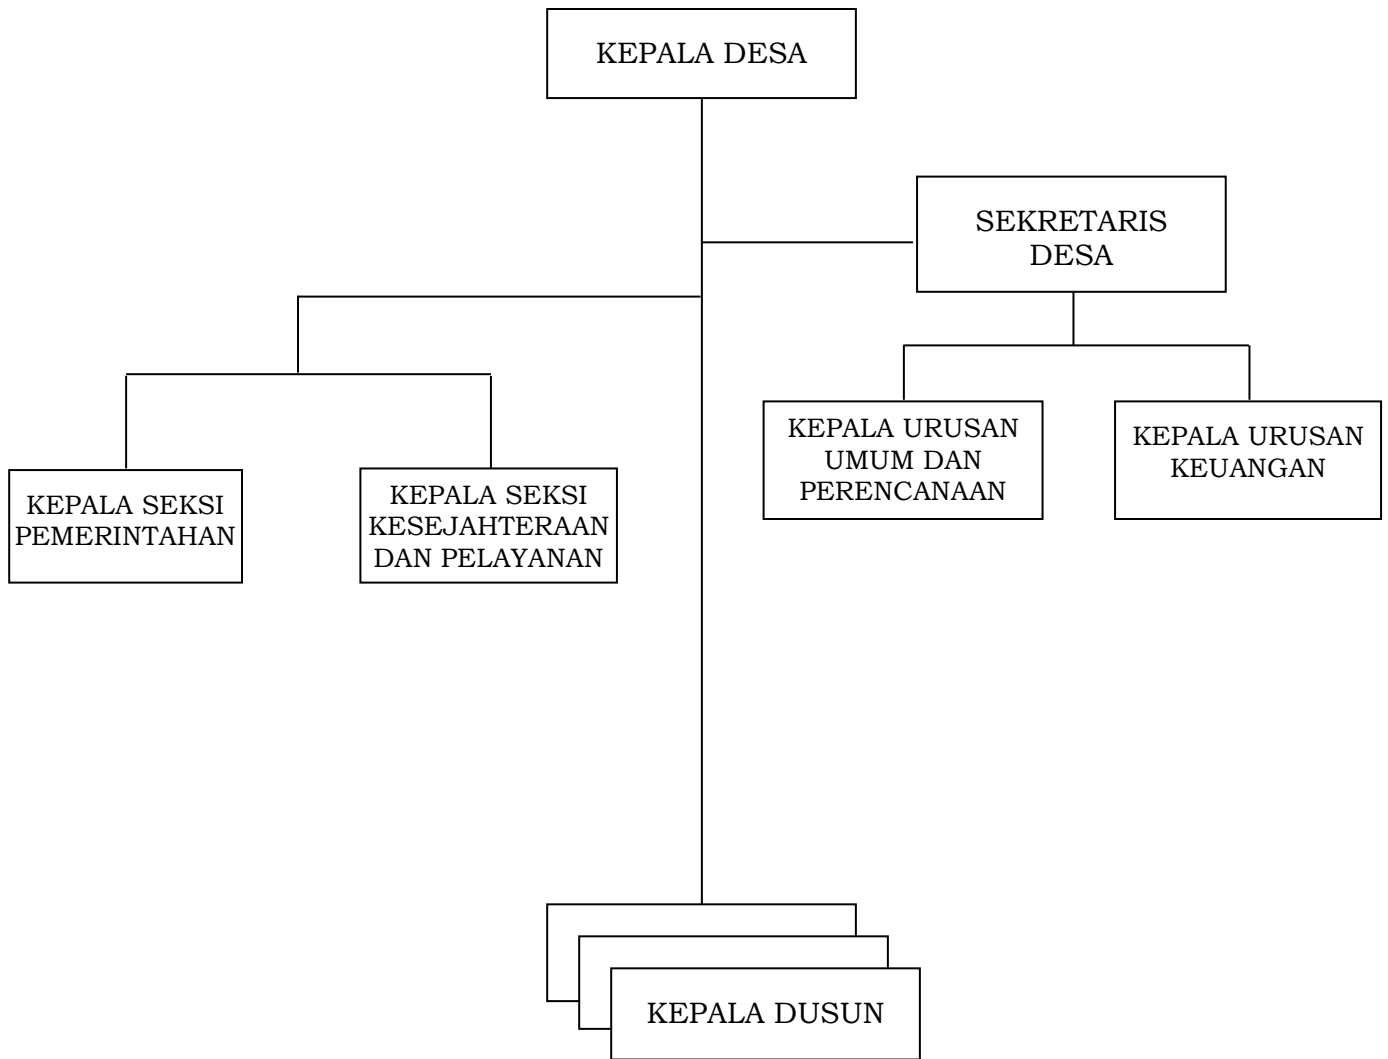 KEPALA DESA
SEKRETARIS
DESA
KEPALA URUSAN
UMUM DAN
PERENCANAAN
KEPALA URUSAN
KEUANGAN
KEPALA SEKSI
PEMERINTAHAN
KEPALA SEKSI
KESEJAHTERAAN
DAN PELAYANAN
KEPALA DUSUN